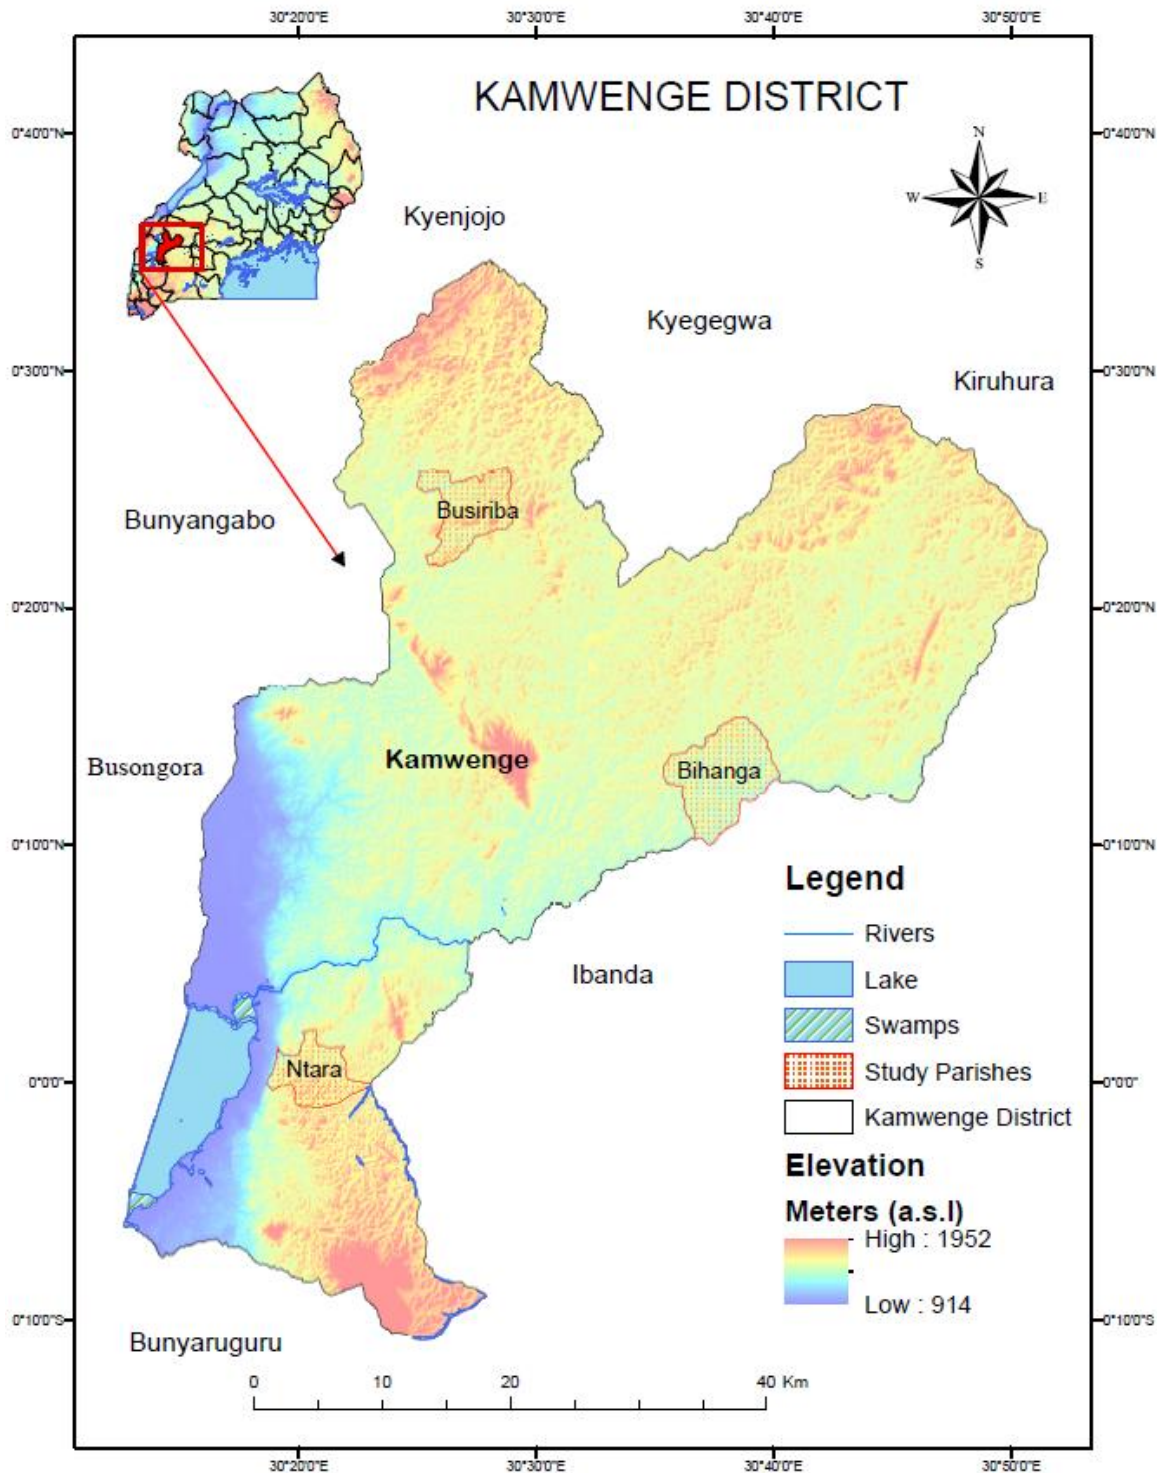 30°20'0"E 30°30'0"E 30°40'0"E 30°50'0"E
KAMWENGE DISTRICT
0°40'0"N 0°40'0"N
N
W E
S
Kyenjojo
Kyegegwa
0°30'0"N 0°30'0"N
Kiruhura
Busiriba
Bunyangabo
0°20'0"N 0°20'0"N
Kamwenge
Busongora
Bihanga
0°10'0"N 0°10'0"N
Legend
Rivers
Ibanda
Lake
Swamps
Ntara
Study Parishes
0°0'0" 0°0'0"
Kamwenge District
Elevation
Meters (a.s.l)
High : 1952
Low : 914
0°10'0"S 0°10'0"S
Bunyaruguru
0 10 20 40 Km
30°20'0"E 30°30'0"E 30°40'0"E 30°50'0"E